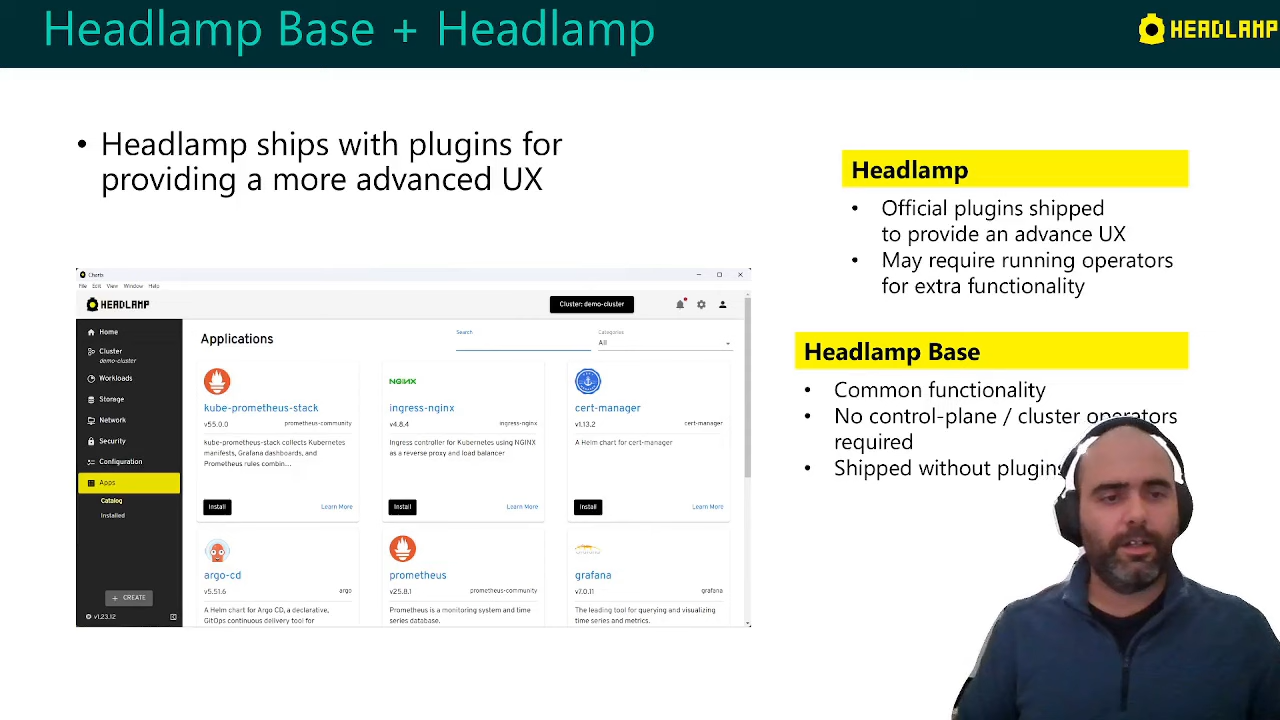 Headlamp Base + Headlamp
HEADLAMP
• Headlamp ships with plugins for
providing a more advanced UX
Headlamp
• Official plugins shipped
to provide an advance UX
• May require running operators
for extra functionality
Headlamp Base
• Common functionality
• No control-plane / cluster operators
required
• Shipped without plugins
Charts
File Edit View Window Help
HEADLAMP
Cluster: demo-cluster
Home
Cluster
demo-cluster
Workloads
Storage
Network
Security
Configuration
Apps
Catalog
Installed
+ CREATE
v1.23.12
Applications
Search
Categories
All
kube-prometheus-stack
v55.0.0 prometheus-community
kube-prometheus-stack collects Kubernetes
manifests, Grafana dashboards, and
Prometheus rules combin...
Install Learn More
NGINX
ingress-nginx
v4.8.4 ingress-nginx
Ingress controller for Kubernetes using NGINX
as a reverse proxy and load balancer
Install Learn More
cert-manager
v1.13.2 cert-manager
A Helm chart for cert-manager
Install Learn More
argo-cd
v5.51.6 argo
A Helm chart for Argo CD, a declarative,
GitOps continuous delivery tool for
prometheus
v25.8.1 prometheus-community
Prometheus is a monitoring system and time
series database.
grafana
v7.0.11 grafana
The leading tool for querying and visualizing
time series and metrics.